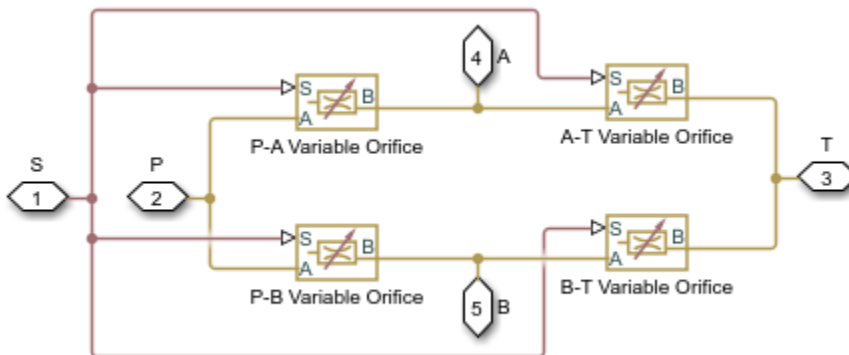 4 A
S B
A
P-A Variable Orifice
S B
A
A-T Variable Orifice
S
1
P
2
T
3
S B
A
P-B Variable Orifice
5 B
S B
A
B-T Variable Orifice